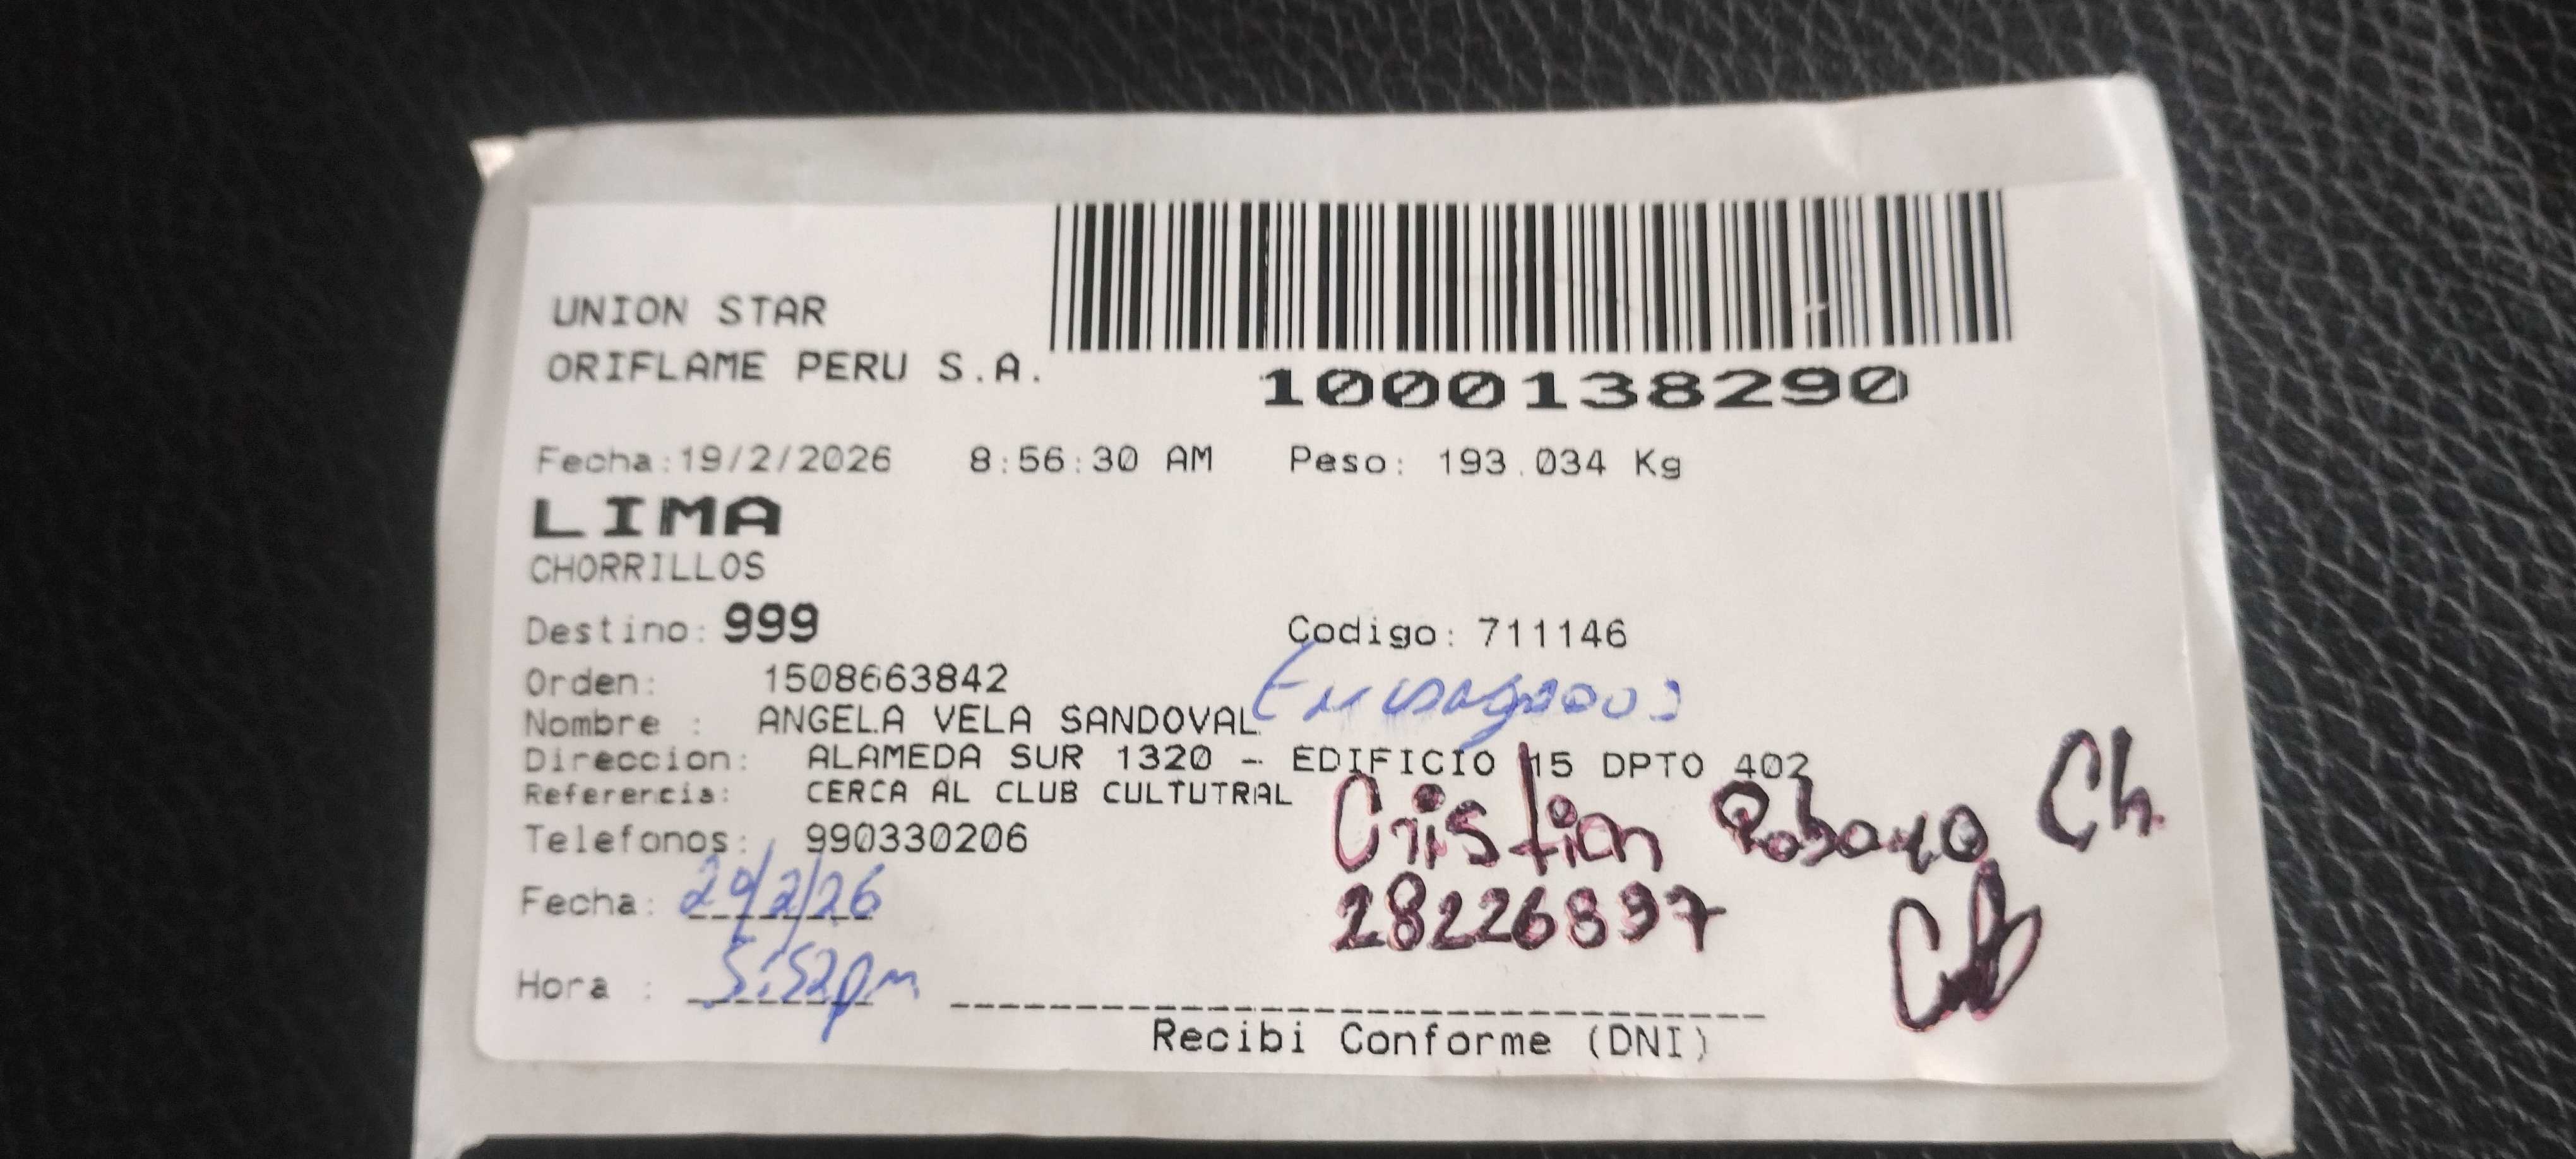 UNION STAR
ORIFLAME PERU S.A.
1000138290
Fecha:19/2/2026 8:56:30 AM Peso: 193.034 Kg
LIMA
CHORRILLOS
Destino: 999 Codigo: 711146
Orden: 1508663842
Nombre : ANGELA VELA SANDOVAL
Direccion: ALAMEDA SUR 1320 - EDIFICIO 15 DPTO 402
Referencia: CERCA AL CLUB CULTUTRAL
Cristian Ch.
Telefonos: 990330206
Fecha: 20/2/26 28226897
Hora : 5:52pm
Recibi Conforme (DNI)